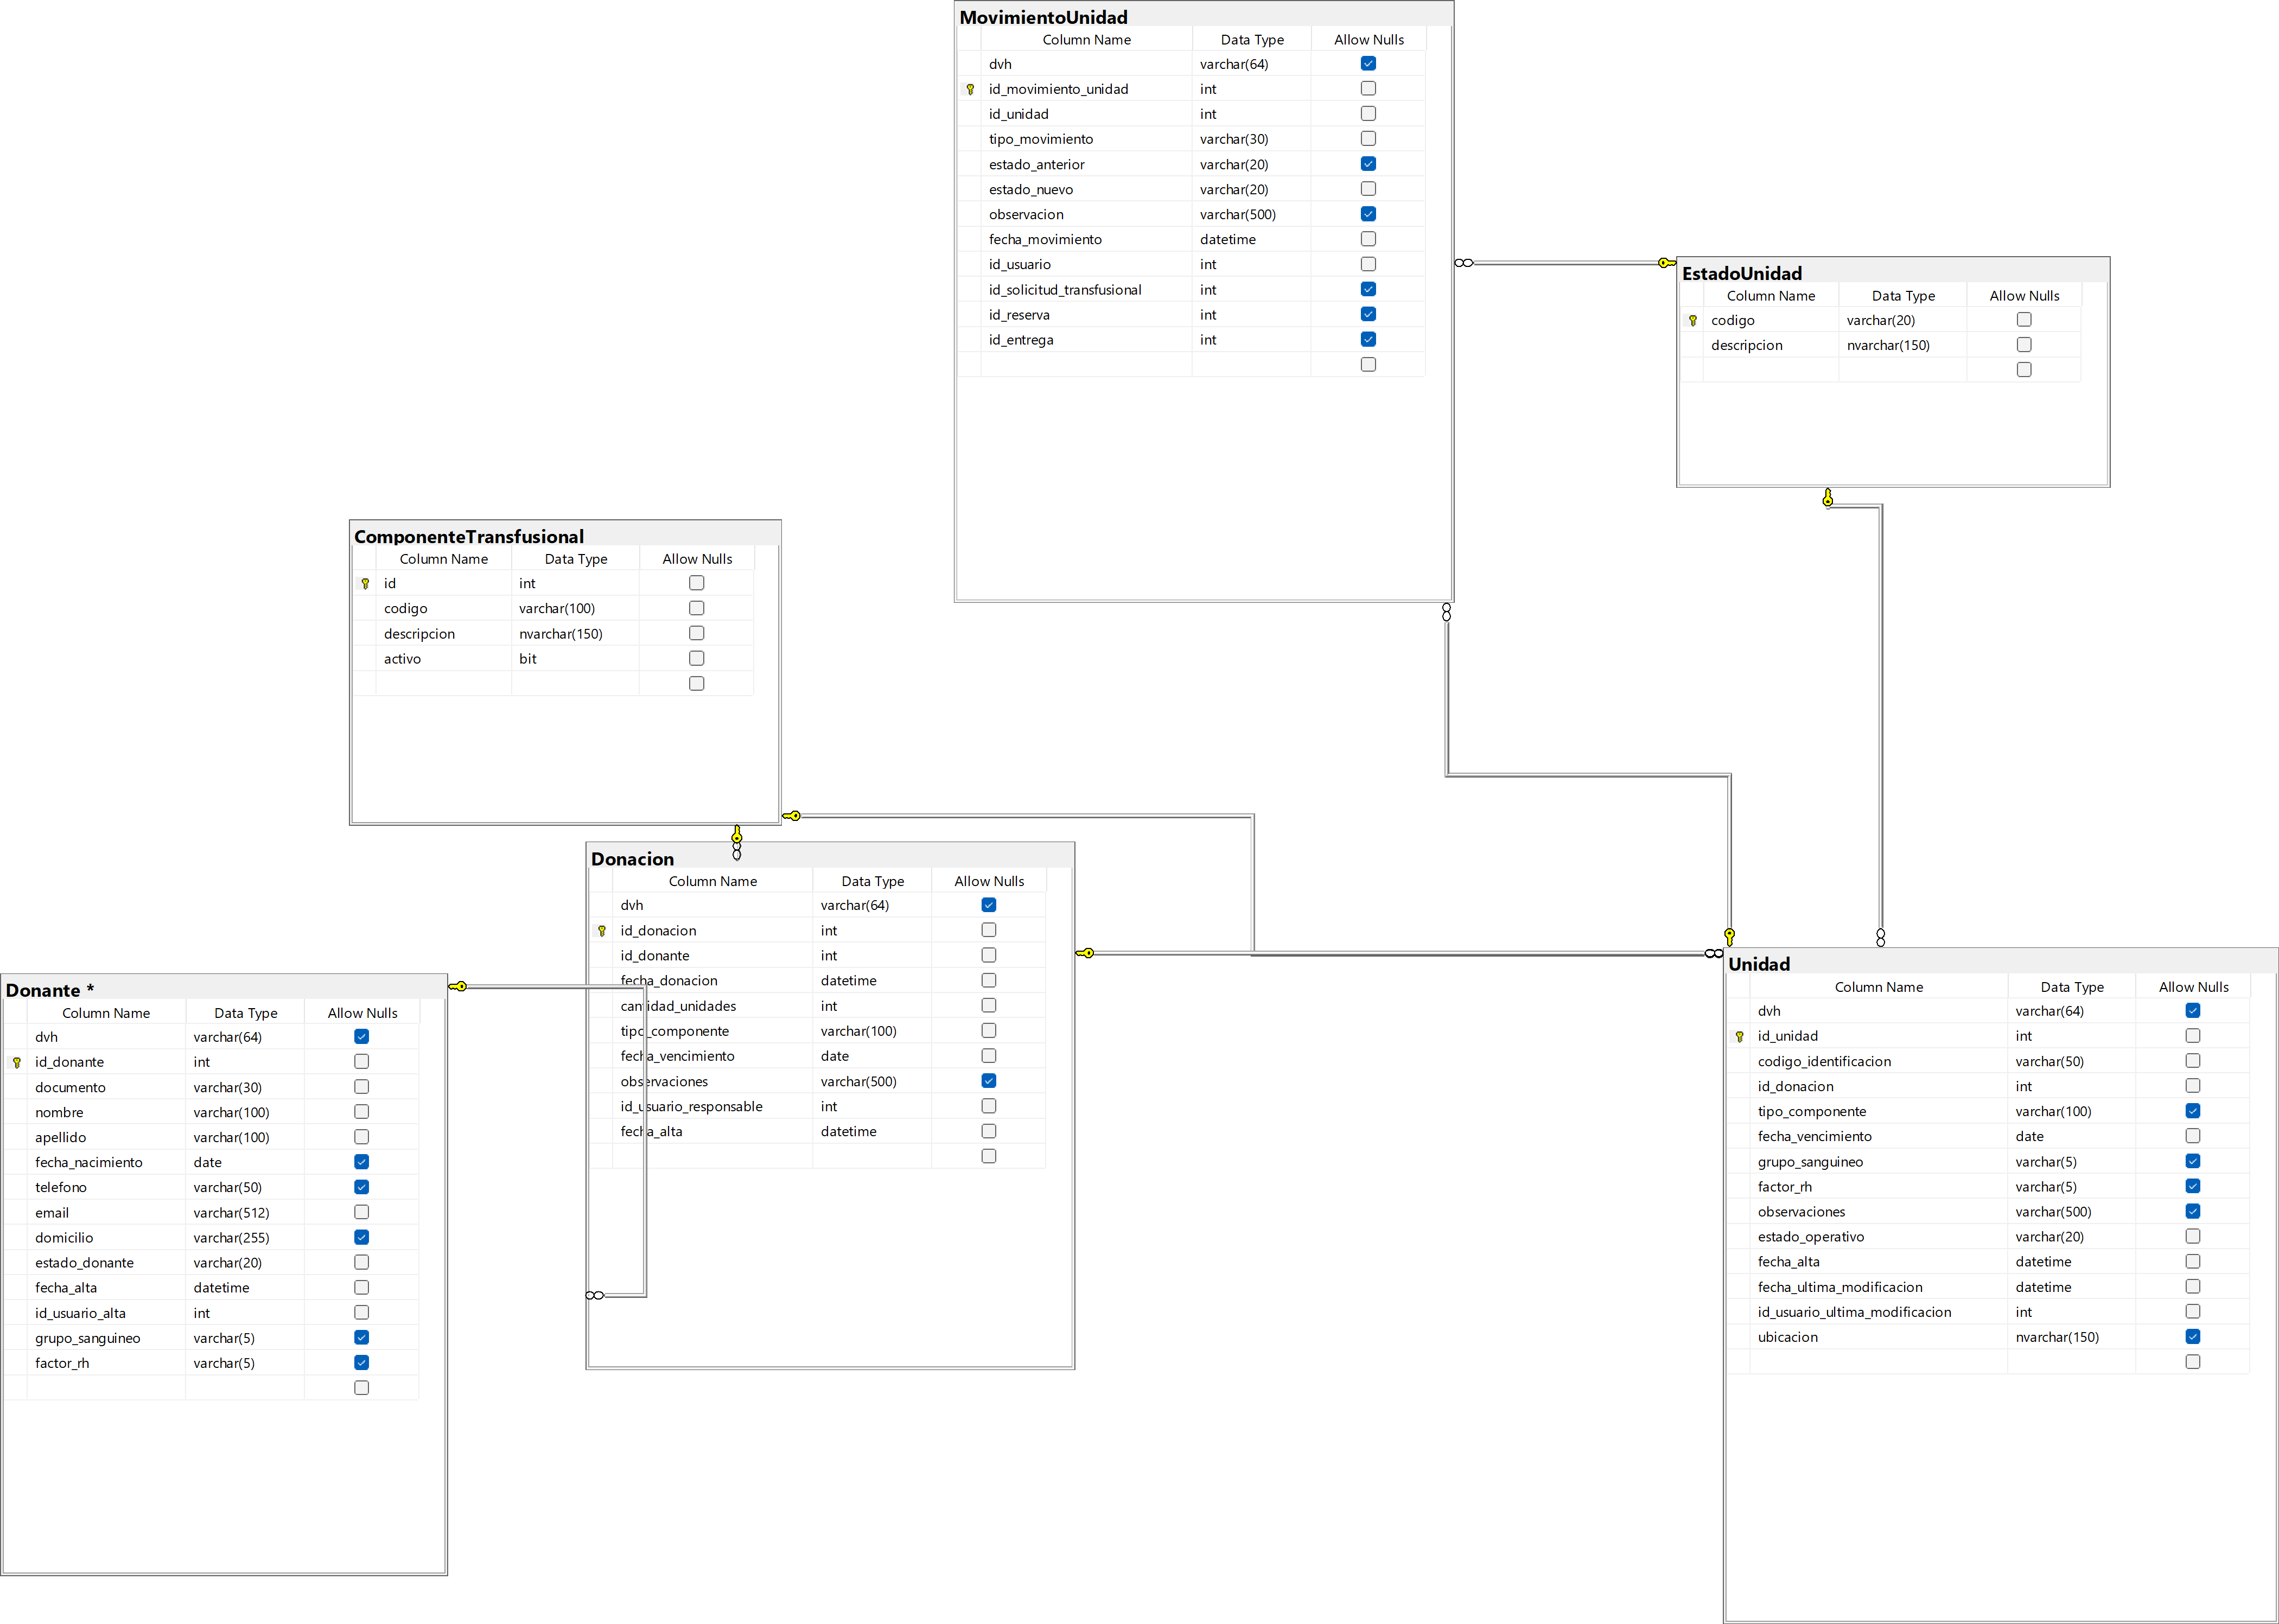 MovimientoUnidad
Column Name Data Type Allow Nulls
dvh varchar(64)
id_movimiento_unidad int
id_unidad int
tipo_movimiento varchar(30)
estado_anterior varchar(20)
estado_nuevo varchar(20)
observacion varchar(500)
fecha_movimiento datetime
id_usuario int
id_solicitud_transfusional int
id_reserva int
id_entrega int
EstadoUnidad
Column Name Data Type Allow Nulls
codigo varchar(20)
descripcion nvarchar(150)
ComponenteTransfusional
Column Name Data Type Allow Nulls
id int
codigo varchar(100)
descripcion nvarchar(150)
activo bit
Donacion
Column Name Data Type Allow Nulls
dvh varchar(64)
id_donacion int
id_donante int
fecha_donacion datetime
cantidad_unidades int
tipo_componente varchar(100)
fecha_vencimiento date
observaciones varchar(500)
id_usuario_responsable int
fecha_alta datetime
Donante *
Column Name Data Type Allow Nulls
dvh varchar(64)
id_donante int
documento varchar(30)
nombre varchar(100)
apellido varchar(100)
fecha_nacimiento date
telefono varchar(50)
email varchar(512)
domicilio varchar(255)
estado_donante varchar(20)
fecha_alta datetime
id_usuario_alta int
grupo_sanguineo varchar(5)
factor_rh varchar(5)
Unidad
Column Name Data Type Allow Nulls
dvh varchar(64)
id_unidad int
codigo_identificacion varchar(50)
id_donacion int
tipo_componente varchar(100)
fecha_vencimiento date
grupo_sanguineo varchar(5)
factor_rh varchar(5)
observaciones varchar(500)
estado_operativo varchar(20)
fecha_alta datetime
fecha_ultima_modificacion datetime
id_usuario_ultima_modificacion int
ubicacion nvarchar(150)